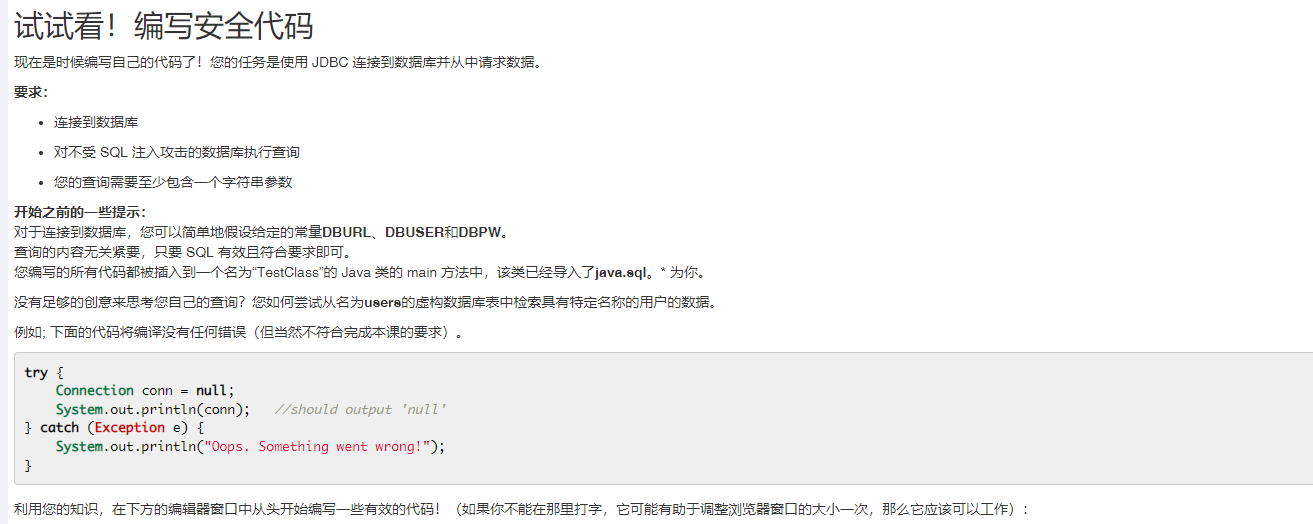 试试看！编写安全代码
现在是时候编写自己的代码了！您的任务是使用 JDBC 连接到数据库并从中请求数据。
要求：
• 连接到数据库
• 对不受 SQL 注入攻击的数据库执行查询
• 您的查询需要至少包含一个字符串参数
开始之前的一些提示：
对于连接到数据库，您可以简单地假设给定的常量DBURL、DBUSER和DBPW。
查询的内容无关紧要，只要 SQL 有效且符合要求即可。
您编写的所有代码都被插入到一个名为“TestClass”的 Java 类的 main 方法中，该类已经导入了java.sql。* 为你。
没有足够的创意来思考您自己的查询？您如何尝试从名为users的虚构数据库表中检索具有特定名称的用户的数据。
例如; 下面的代码将编译没有任何错误（但当然不符合完成本课的要求）。
try {
    Connection conn = null;
    System.out.println(conn);   //should output 'null'
} catch (Exception e) {
    System.out.println("Oops. Something went wrong!");
}
利用您的知识，在下方的编辑器窗口中从头开始编写一些有效的代码！（如果你不能在那里打字，它可能有助于调整浏览器窗口的大小一次，那么它应该可以工作）：